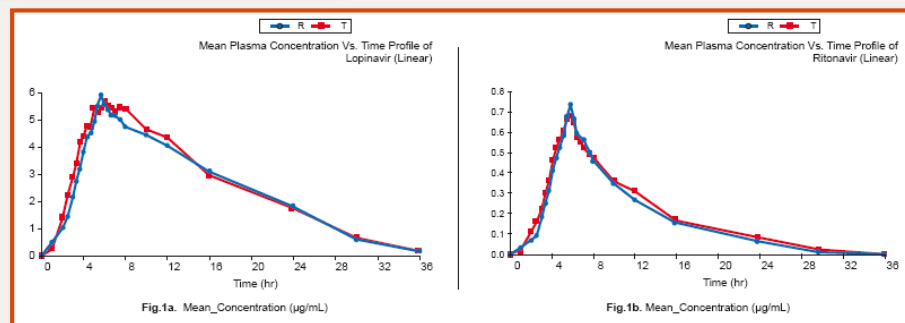 R T
Mean Plasma Concentration Vs. Time Profile of
Lopinavir (Linear)
6
5
4
3
2
1
0
0 4 8 12 16 20 24 28 32 36
Time (hr)
Fig.1a. Mean_Concentration (µg/mL)
R T
Mean Plasma Concentration Vs. Time Profile of
Ritonavir (Linear)
0.8
0.7
0.6
0.5
0.4
0.3
0.2
0.1
0.0
0 4 8 12 16 20 24 28 32 36
Time (hr)
Fig.1b. Mean_Concentration (µg/mL)